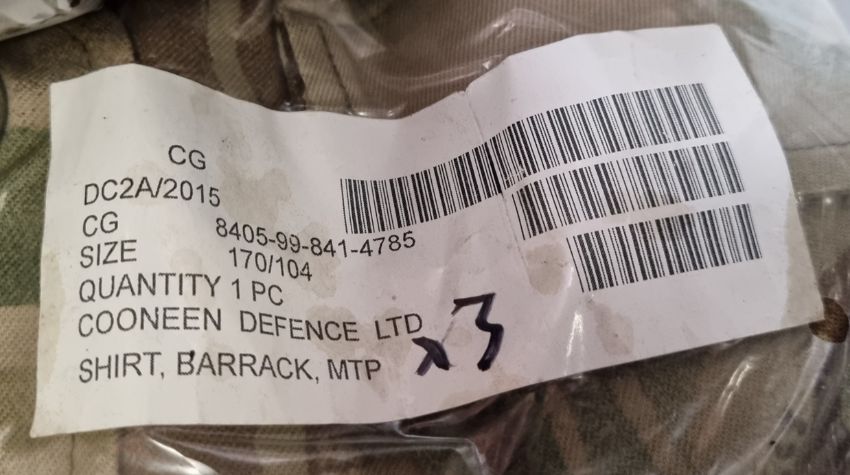 CG
DC2A/2015
CG 8405-99-841-4785
SIZE 170/104
QUANTITY 1 PC
COONEEN DEFENCE LTD
SHIRT, BARRACK, MTP x3